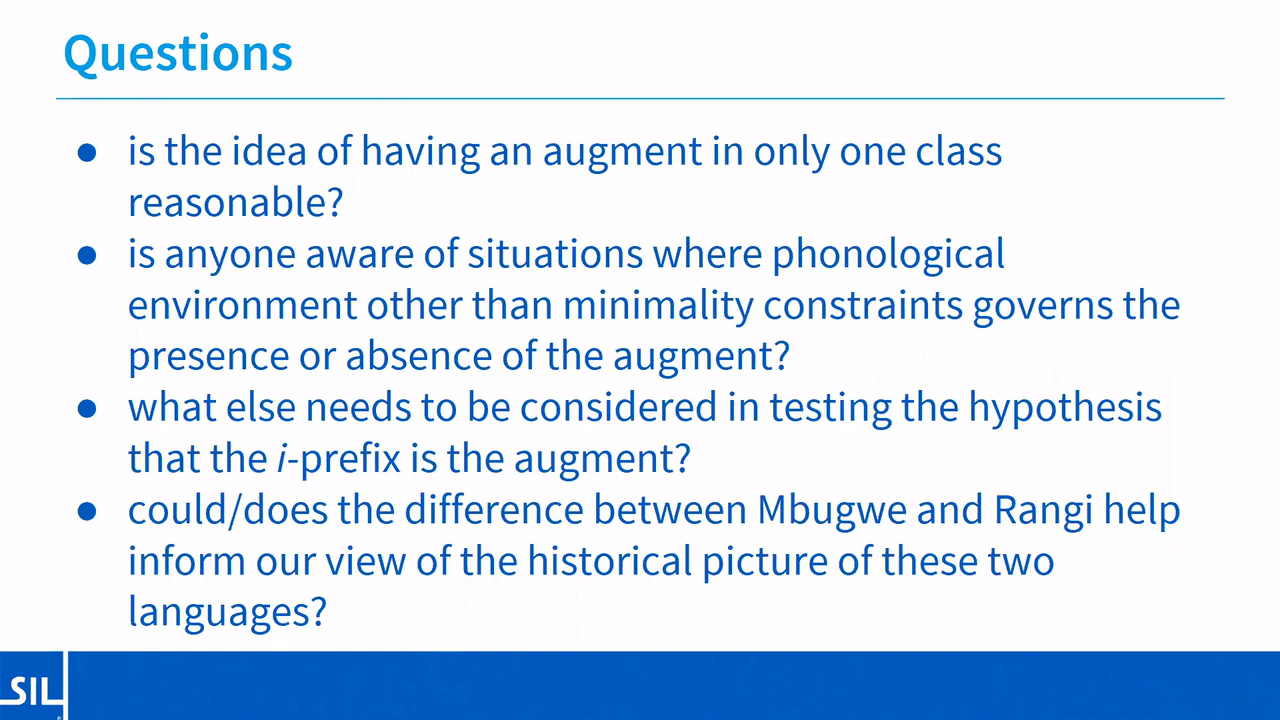 Questions
● is the idea of having an augment in only one class
reasonable?
● is anyone aware of situations where phonological
environment other than minimality constraints governs the
presence or absence of the augment?
● what else needs to be considered in testing the hypothesis
that the i-prefix is the augment?
● could/does the difference between Mbugwe and Rangi help
inform our view of the historical picture of these two
languages?
SIL